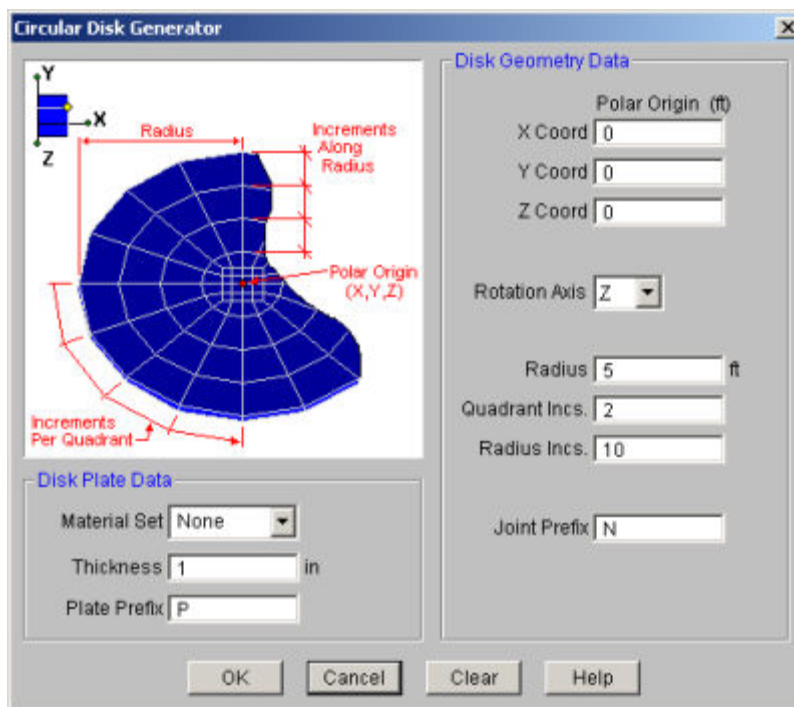 Circular Disk Generator
Y
X
Z
Radius
Increments
Along
Radius
Polar Origin
(X,Y,Z)
Increments
Per Quadrant
Disk Plate Data
Material Set None
Thickness 1 in
Plate Prefix P
Disk Geometry Data
Polar Origin (ft)
X Coord 0
Y Coord 0
Z Coord 0
Rotation Axis Z
Radius 5 ft
Quadrant Incs. 2
Radius Incs. 10
Joint Prefix N
OK Cancel Clear Help